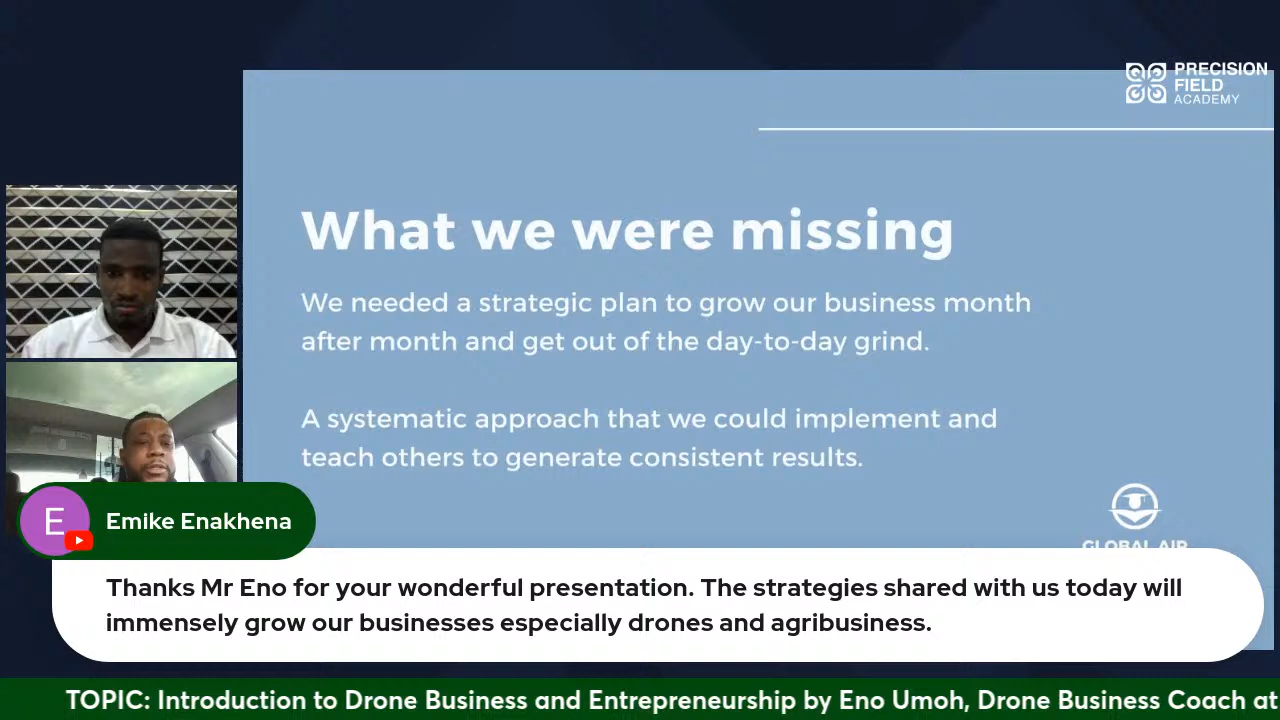 PRECISION
FIELD
ACADEMY
What we were missing
We needed a strategic plan to grow our business month
after month and get out of the day-to-day grind.
A systematic approach that we could implement and
teach others to generate consistent results.
GLOBAL AIR
E
Emike Enakhena
Thanks Mr Eno for your wonderful presentation. The strategies shared with us today will
immensely grow our businesses especially drones and agribusiness.
TOPIC: Introduction to Drone Business and Entrepreneurship by Eno Umoh, Drone Business Coach at